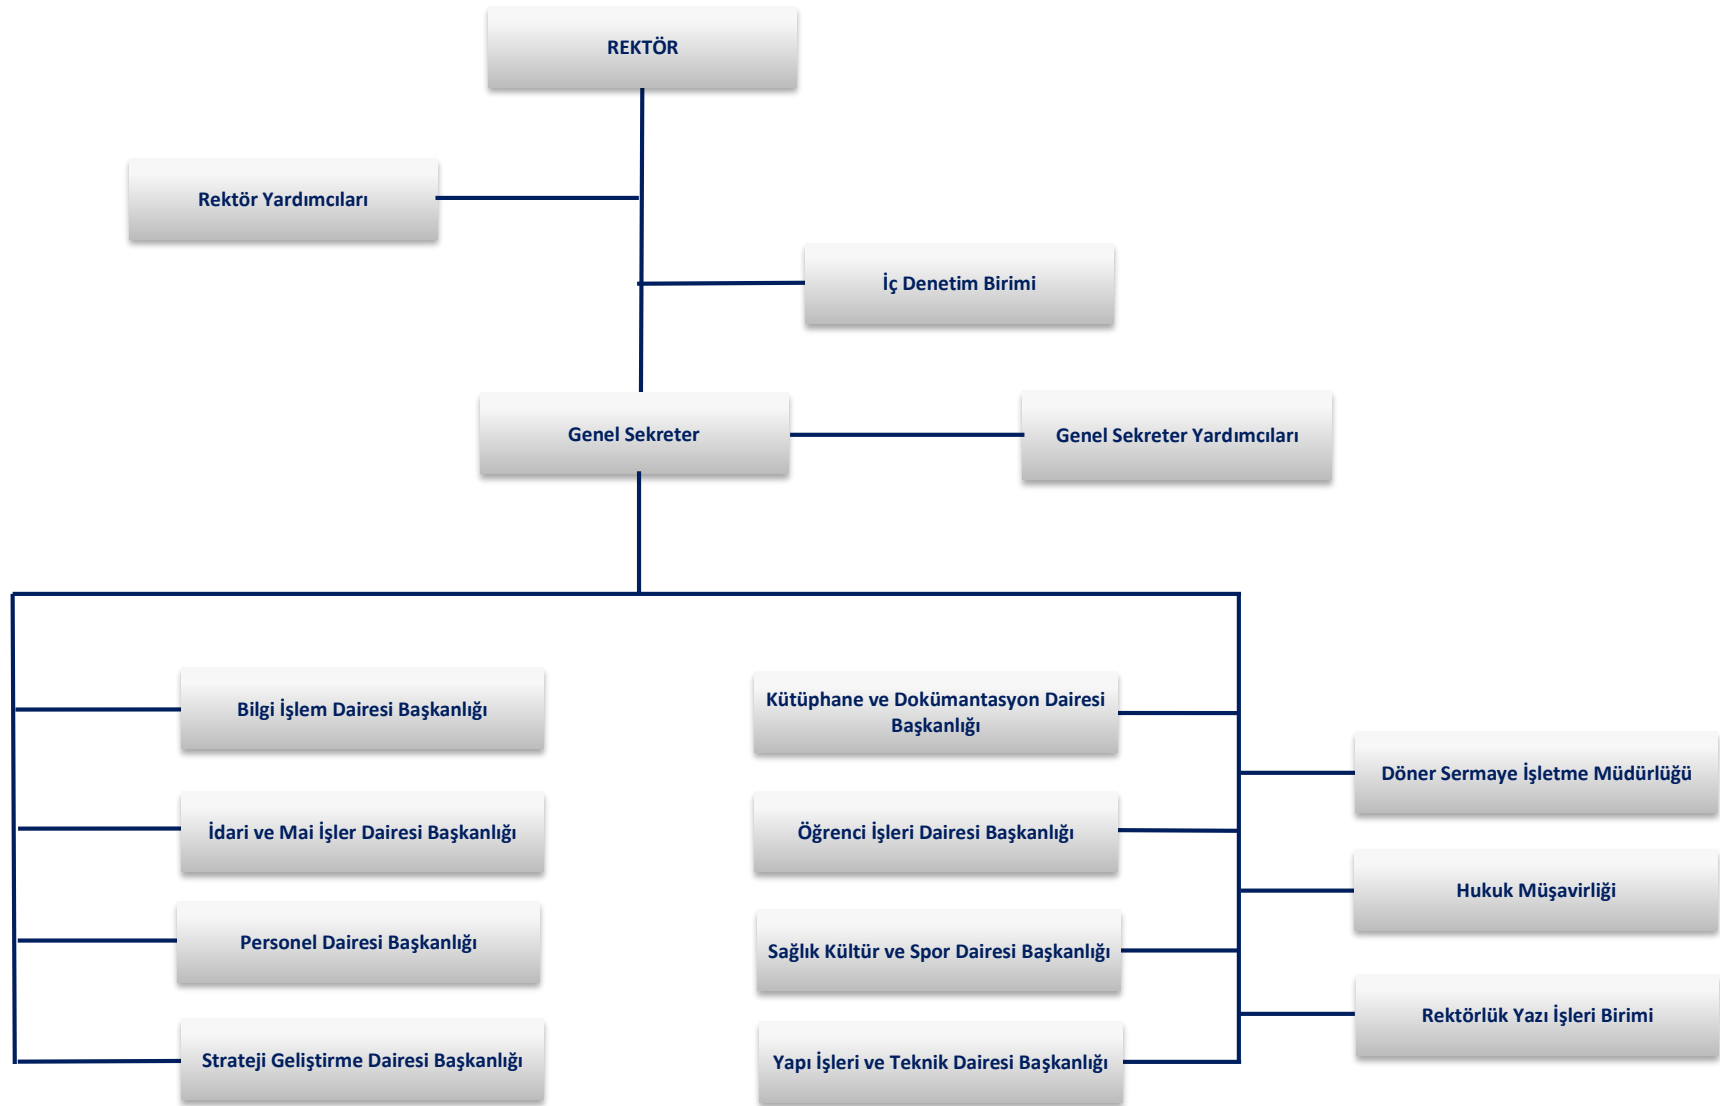 REKTÖR
Rektör Yardımcıları
İç Denetim Birimi
Genel Sekreter
Genel Sekreter Yardımcıları
Bilgi İşlem Dairesi Başkanlığı
İdari ve Mai İşler Dairesi Başkanlığı
Personel Dairesi Başkanlığı
Strateji Geliştirme Dairesi Başkanlığı
Kütüphane ve Dokümantasyon Dairesi
Başkanlığı
Öğrenci İşleri Dairesi Başkanlığı
Sağlık Kültür ve Spor Dairesi Başkanlığı
Yapı İşleri ve Teknik Dairesi Başkanlığı
Döner Sermaye İşletme Müdürlüğü
Hukuk Müşavirliği
Rektörlük Yazı İşleri Birimi